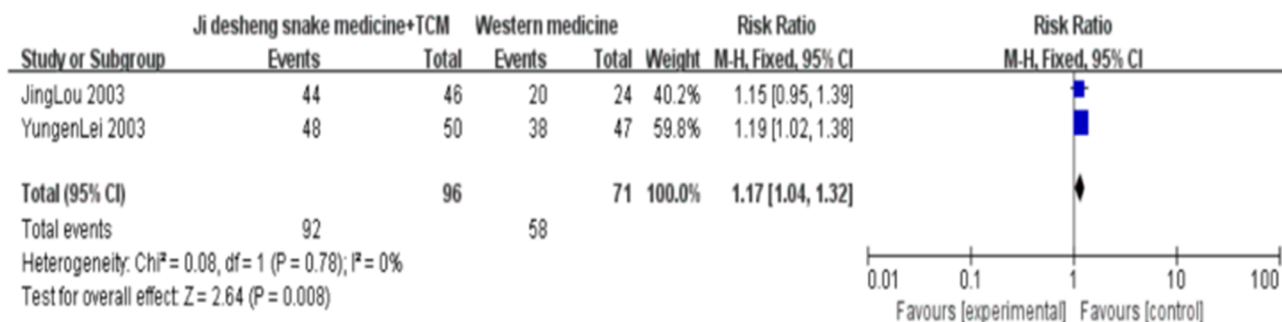 Ji desheng snake medicine+TCM Western medicine Risk Ratio Risk Ratio
Study or Subgroup Events Total Events Total Weight M-H, Fixed, 95% CI M-H, Fixed, 95% CI
JingLou 2003 44 46 20 24 40.2% 1.15 [0.95, 1.39]
YungenLei 2003 48 50 38 47 59.8% 1.19 [1.02, 1.38]
Total (95% CI) 96 71 100.0% 1.17 [1.04, 1.32]
Total events 92 58
Heterogeneity: Chi² = 0.08, df = 1 (P = 0.78); I² = 0%
Test for overall effect: Z = 2.64 (P = 0.008)
0.01 0.1 1 10 100
Favours [experimental] Favours [control]